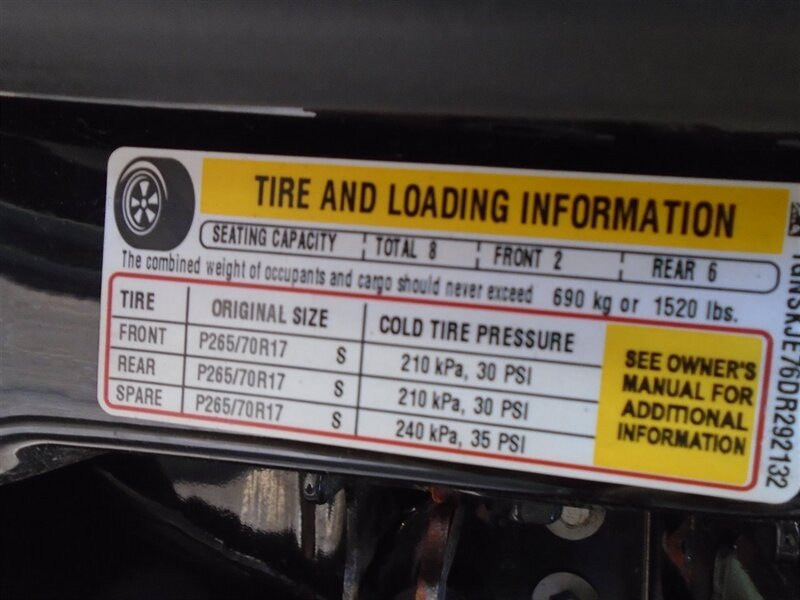 TIRE AND LOADING INFORMATION
SEATING CAPACITY TOTAL 8 FRONT 2 REAR 6
The combined weight of occupants and cargo should never exceed 690 kg or 1520 lbs.
TIRE ORIGINAL SIZE COLD TIRE PRESSURE
FRONT P265/70R17 S 210 kPa, 30 PSI
REAR P265/70R17 S 210 kPa, 30 PSI
SPARE P265/70R17 S 240 kPa, 35 PSI
SEE OWNER'S
MANUAL FOR
ADDITIONAL
INFORMATION
1GNSKJE76DR292132